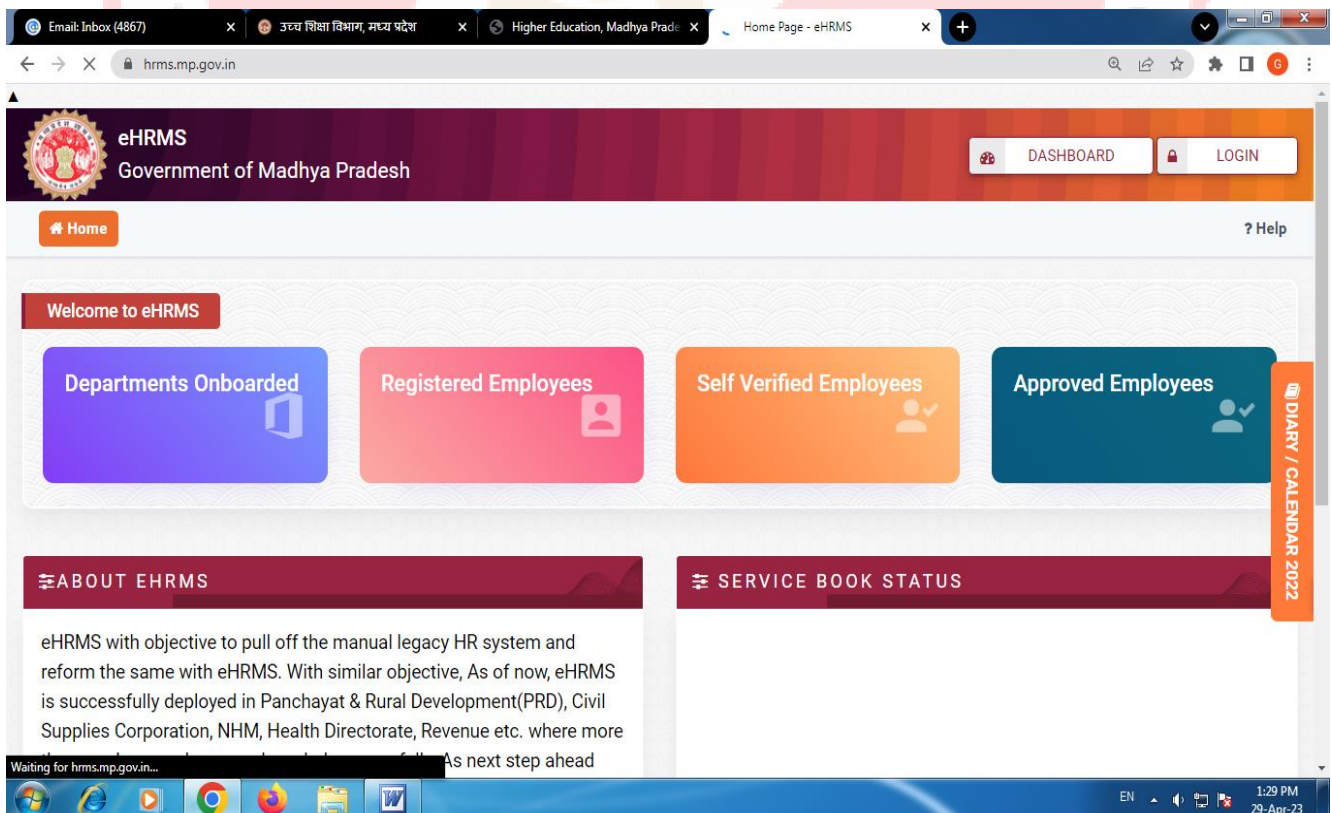 Email: Inbox (4867)
उच्च शिक्षा विभाग, मध्य प्रदेश
Higher Education, Madhya Prade
Home Page - eHRMS
hrms.mp.gov.in
G
eHRMS
Government of Madhya Pradesh
DASHBOARD
LOGIN
Home
? Help
Welcome to eHRMS
Departments Onboarded
Registered Employees
Self Verified Employees
Approved Employees
DIARY / CALENDAR 2022
ABOUT EHRMS
SERVICE BOOK STATUS
eHRMS with objective to pull off the manual legacy HR system and
reform the same with eHRMS. With similar objective, As of now, eHRMS
is successfully deployed in Panchayat & Rural Development(PRD), Civil
Supplies Corporation, NHM, Health Directorate, Revenue etc. where more
As next step ahead
Waiting for hrms.mp.gov.in...
EN
1:29 PM
29-Apr-23